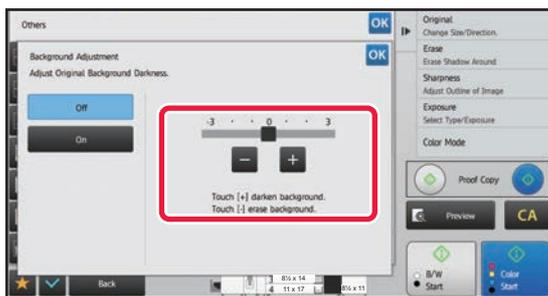 Others
OK
Background Adjustment
OK
Adjust Original Background Darkness.
Off
On
-3 · · 0 · · 3
− +
Touch [+] darken background.
Touch [-] erase background.
Back
8½ x 14
4 11 x 17
8½ x 11
Original
Change Size/Direction.
Erase
Erase Shadow Around
Sharpness
Adjust Outline of Image
Exposure
Select Type/Exposure
Color Mode
Proof Copy
Preview
CA
B/W
Start
Color
Start